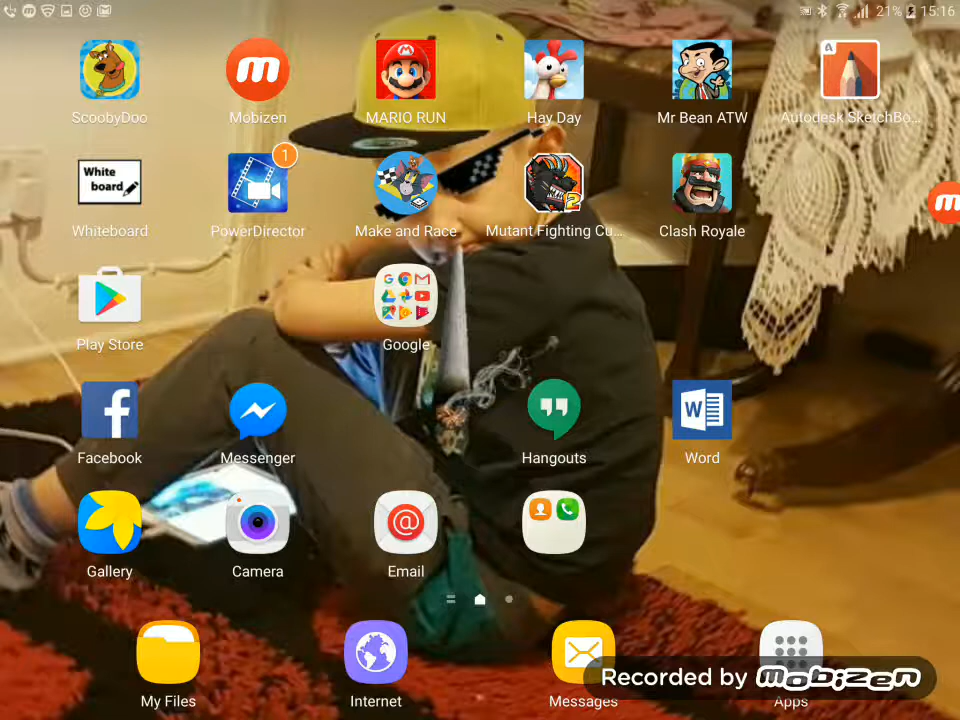 21% 15:16
ScoobyDoo Mobizen MARIO RUN Hay Day Mr Bean ATW Autodesk SketchBo...
1
White
board
Whiteboard PowerDirector Make and Race Mutant Fighting Cu... Clash Royale
2
Play Store Google
Facebook Messenger Hangouts Word
Gallery Camera Email
My Files Internet Messages Apps
Recorded by mobizen